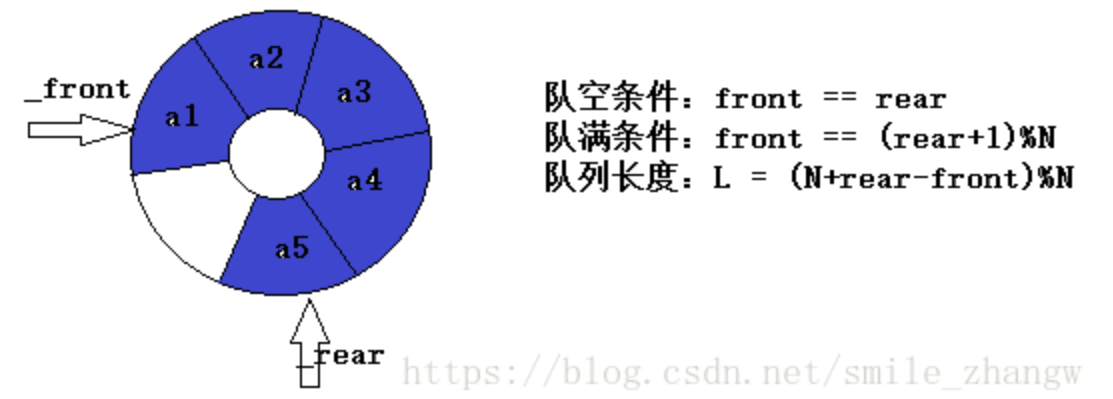 _front
a1
a2
a3
a4
a5
_rear
队空条件：front == rear
队满条件：front == (rear+1)%N
队列长度：L = (N+rear-front)%N
https://blog.csdn.net/smile_zhangw